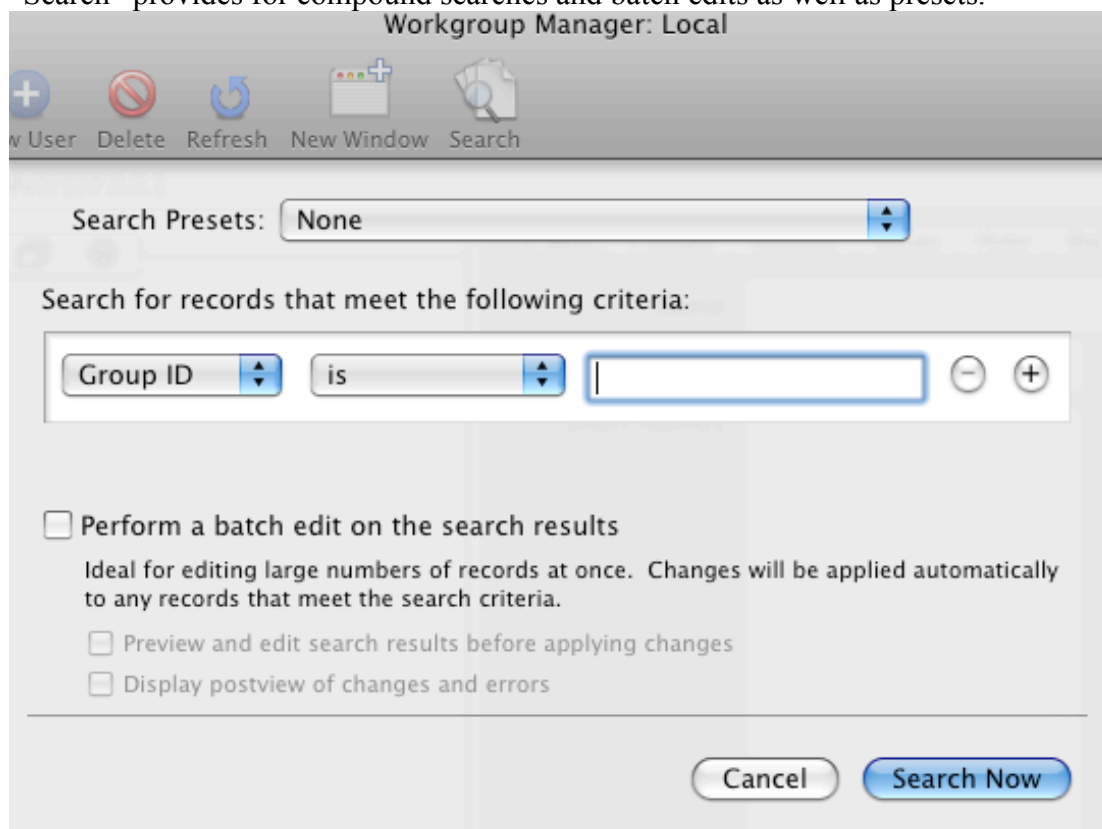 Search" provides for compound searches and batch edits as well as presets.
Workgroup Manager: Local
w User Delete Refresh New Window Search
Search Presets: None
Search for records that meet the following criteria:
Group ID is
Perform a batch edit on the search results
Ideal for editing large numbers of records at once. Changes will be applied automatically
to any records that meet the search criteria.
Preview and edit search results before applying changes
Display postview of changes and errors
Cancel Search Now